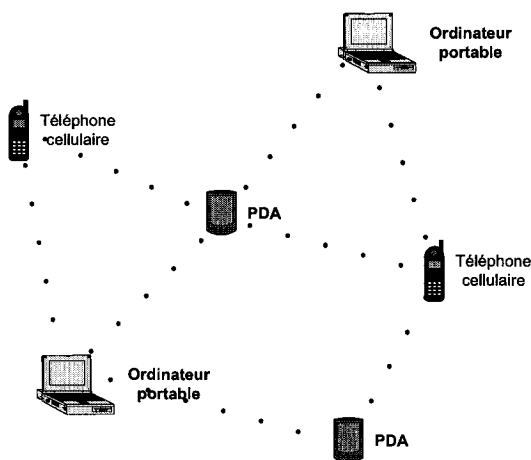 Ordinateur
portable
Téléphone
cellulaire
PDA
Téléphone
cellulaire
Ordinateur
portable
PDA